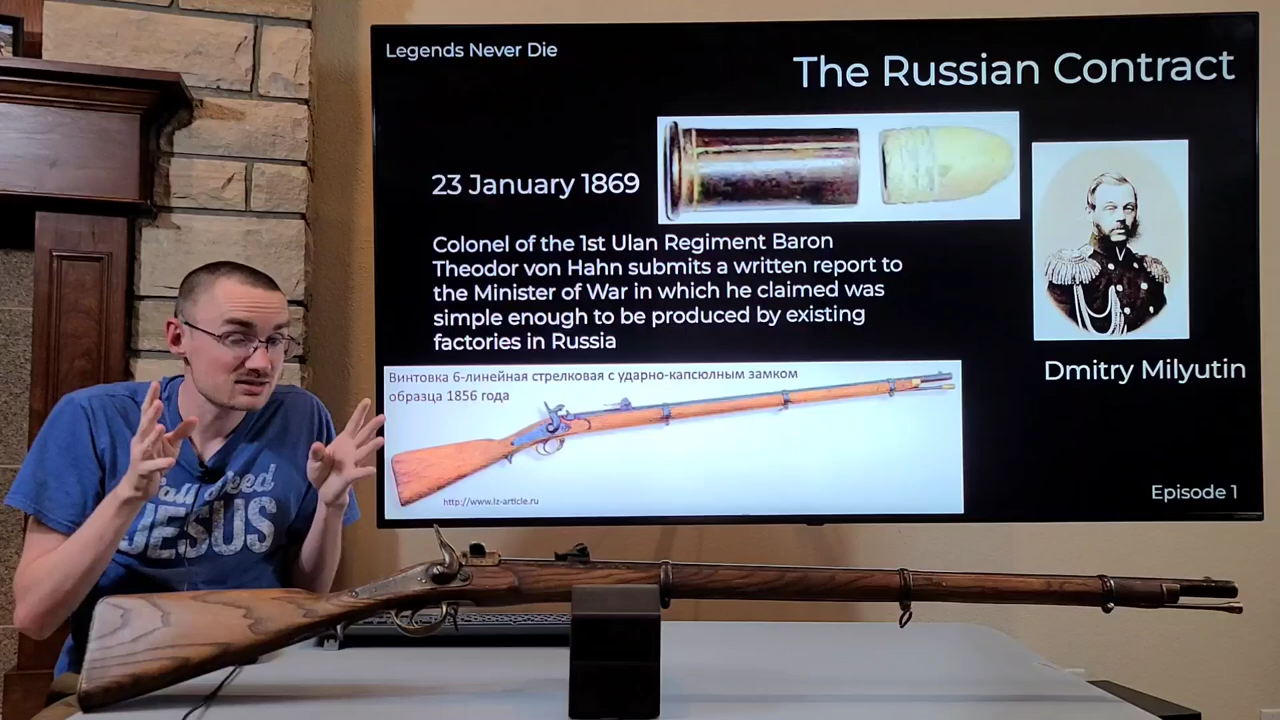 Legends Never Die
The Russian Contract
23 January 1869
Colonel of the 1st Ulan Regiment Baron
Theodor von Hahn submits a written report to
the Minister of War in which he claimed was
simple enough to be produced by existing
factories in Russia
Dmitry Milyutin
Винтовка 6-линейная стрелковая с ударно-капсюльным замком
образца 1856 года
http://www.lz-article.ru
Episode 1
JESUS